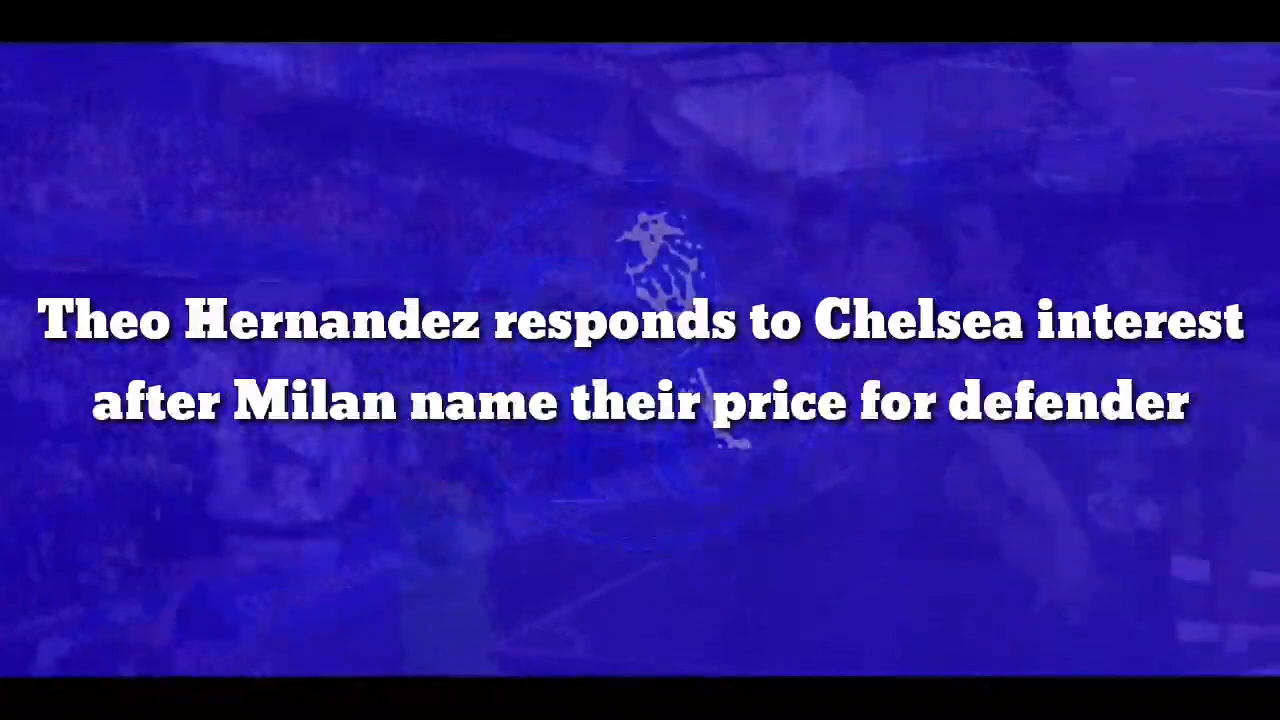 Theo Hernandez responds to Chelsea interest
after Milan name their price for defender